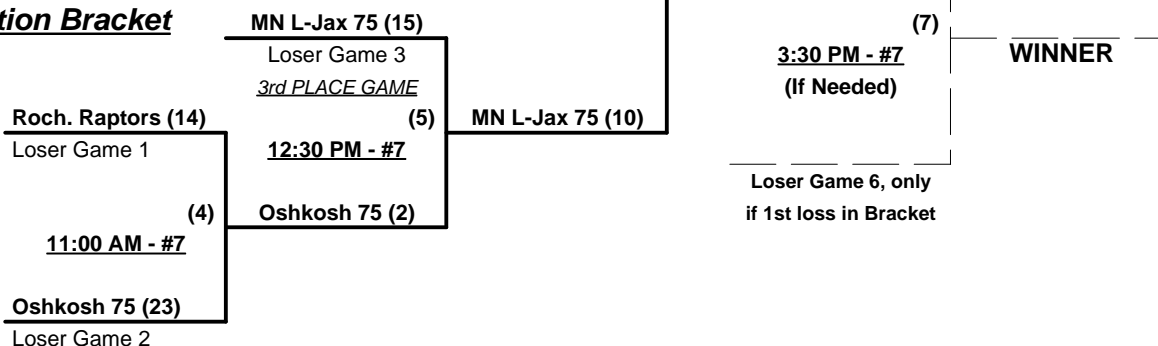 tion Bracket
MN L-Jax 75 (15)
Loser Game 3
3rd PLACE GAME
(5)
12:30 PM - #7
Roch. Raptors (14)
Loser Game 1
(4)
11:00 AM - #7
Oshkosh 75 (2)
Oshkosh 75 (23)
Loser Game 2
MN L-Jax 75 (10)
(7)
3:30 PM - #7
(If Needed)
WINNER
Loser Game 6, only
if 1st loss in Bracket